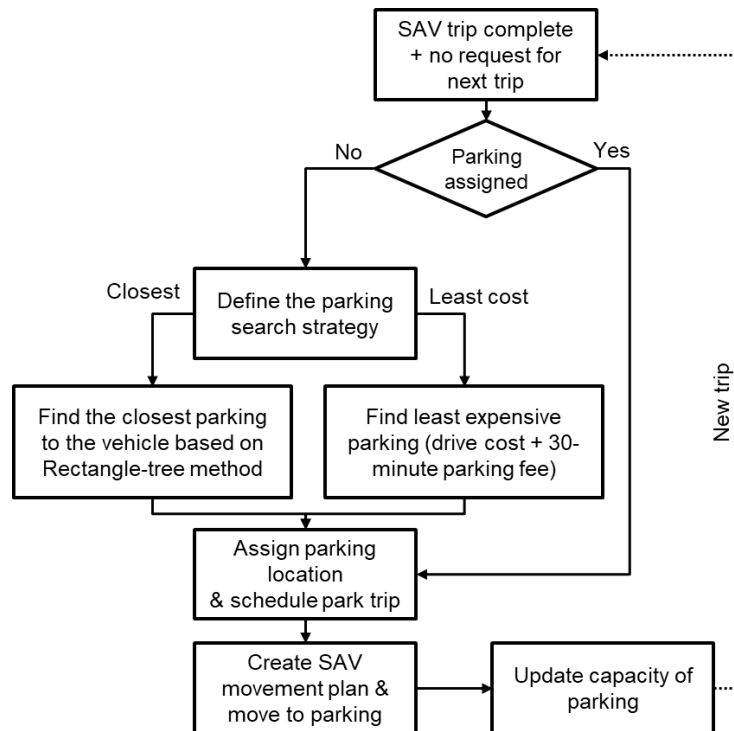 SAV trip complete
+ no request for
next trip
No
Parking
assigned
Yes
Closest
Define the parking
search strategy
Least cost
Find the closest parking
to the vehicle based on
Rectangle-tree method
Find least expensive
parking (drive cost + 30-
minute parking fee)
New trip
Assign parking
location
& schedule park trip
Create SAV
movement plan &
move to parking
Update capacity of
parking